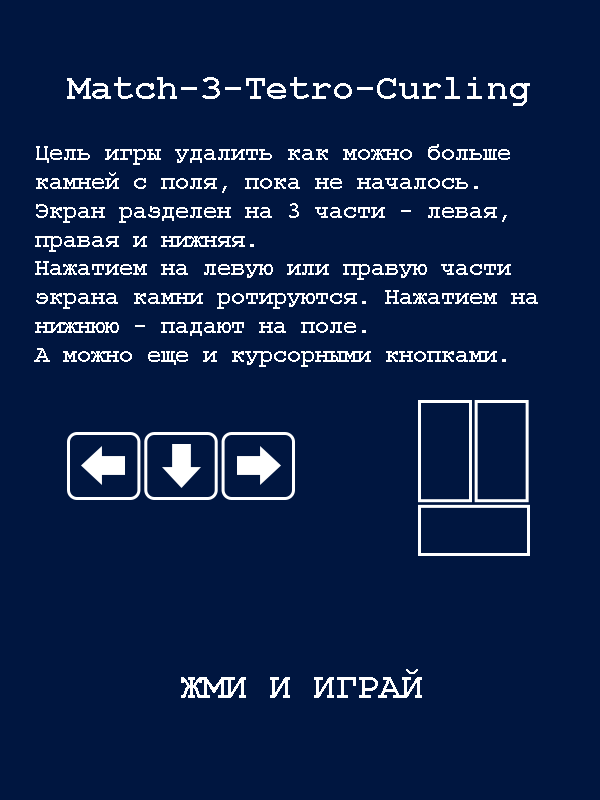 Match-3-Tetro-Curling
Цель игры удалить как можно больше
камней с поля, пока не началось.
Экран разделен на 3 части - левая,
правая и нижняя.
Нажатием на левую или правую части
экрана камни ротируются. Нажатием на
нижнюю - падают на поле.
А можно еще и курсорными кнопками.
ЖМИ И ИГРАЙ